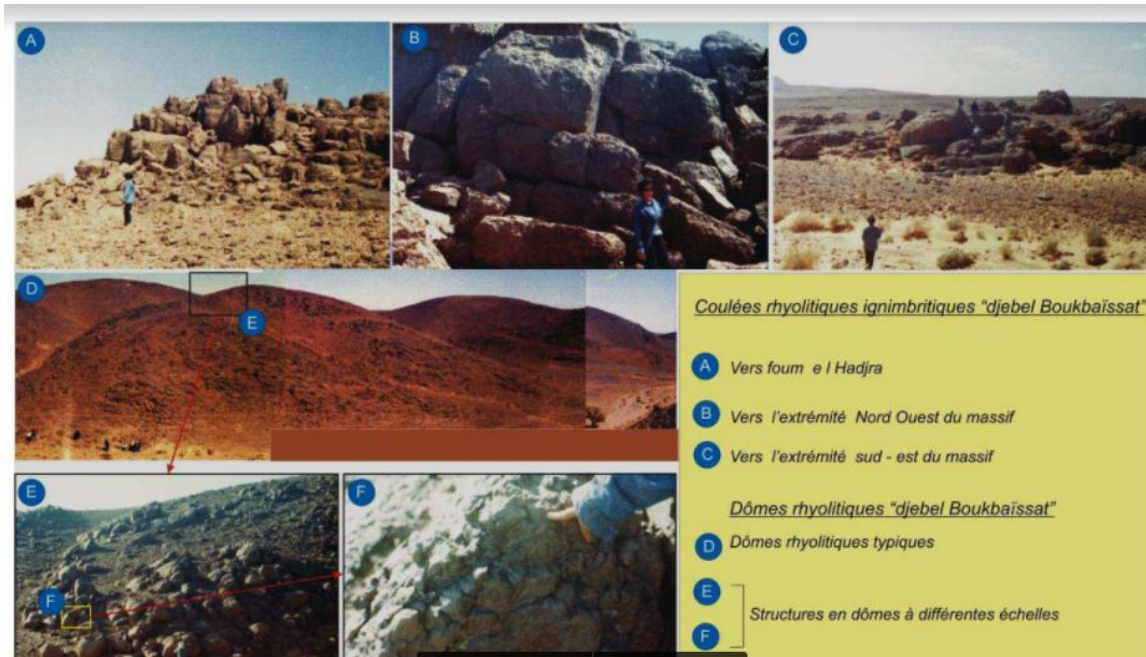 A
B
C
D
E
E
F
F
Coulées rhyolitiques ignimbritiques “djebel Boukbaïssat”
A Vers foum e l Hadjra
B Vers l’extrémité Nord Ouest du massif
C Vers l’extrémité sud - est du massif
Dômes rhyolitiques “djebel Boukbaïssat”
D Dômes rhyolitiques typiques
E
Structures en dômes à différentes échelles
F